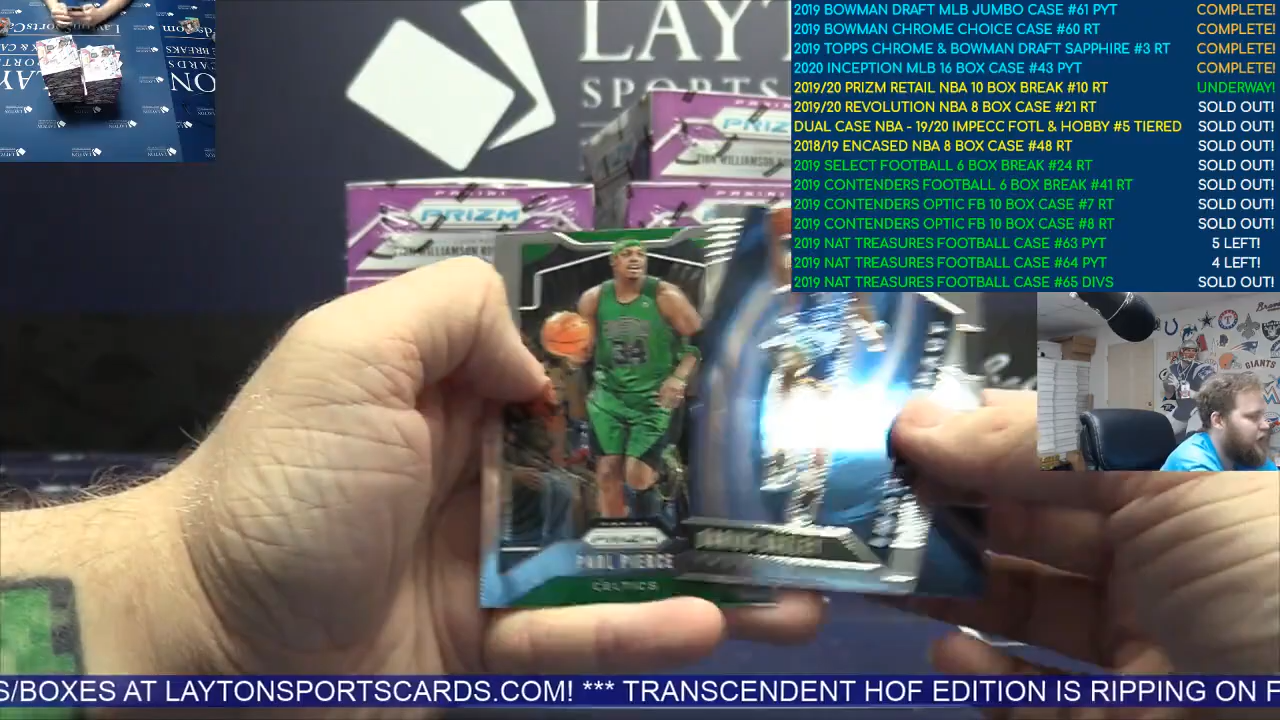 2019 BOWMAN DRAFT MLB JUMBO CASE #61 PYT COMPLETE!
2019 BOWMAN CHROME CHOICE CASE #60 RT COMPLETE!
2019 TOPPS CHROME & BOWMAN DRAFT SAPPHIRE #3 RT COMPLETE!
2020 INCEPTION MLB 16 BOX CASE #43 PYT COMPLETE!
2019/20 PRIZM RETAIL NBA 10 BOX BREAK #10 RT UNDERWAY!
2019/20 REVOLUTION NBA 8 BOX CASE #21 RT SOLD OUT!
DUAL CASE NBA - 19/20 IMPECC FOTL & HOBBY #5 TIERED SOLD OUT!
2018/19 ENCASED NBA 8 BOX CASE #48 RT SOLD OUT!
2019 SELECT FOOTBALL 6 BOX BREAK #24 RT SOLD OUT!
2019 CONTENDERS FOOTBALL 6 BOX BREAK #41 RT SOLD OUT!
2019 CONTENDERS OPTIC FB 10 BOX CASE #7 RT SOLD OUT!
2019 CONTENDERS OPTIC FB 10 BOX CASE #8 RT SOLD OUT!
2019 NAT TREASURES FOOTBALL CASE #63 PYT 5 LEFT!
2019 NAT TREASURES FOOTBALL CASE #64 PYT 4 LEFT!
2019 NAT TREASURES FOOTBALL CASE #65 DIVS SOLD OUT!
LAYT
SPORTS
PANINI
PRIZM
PRIZM
34
GIANTS
PRIZM
PAUL PIERCE
CELTICS
S/BOXES AT LAYTONSPORTSCARDS.COM! *** TRANSCENDENT HOF EDITION IS RIPPING ON F